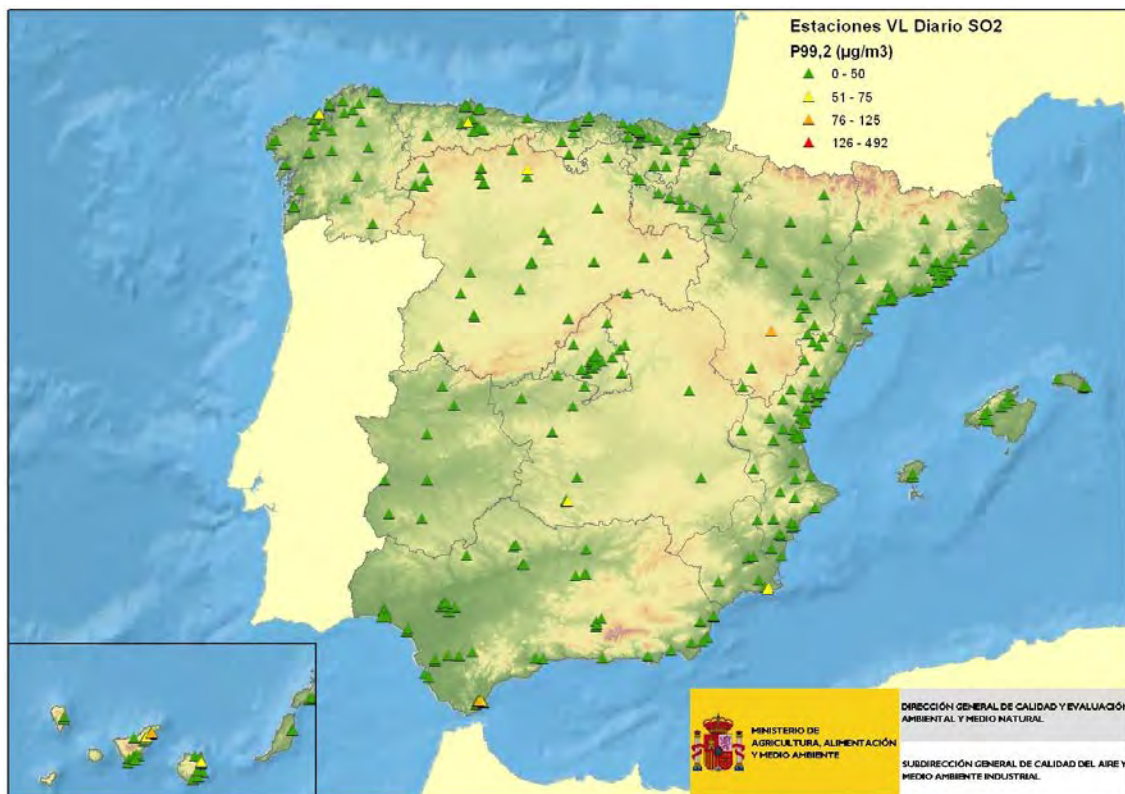 Estaciones VL Diario SO2
P99,2 (µg/m3)
0 - 50
51 - 75
76 - 125
126 - 492
MINISTERIO DE
AGRICULTURA, ALIMENTACIÓN
Y MEDIO AMBIENTE
DIRECCIÓN GENERAL DE CALIDAD Y EVALUACIÓN
AMBIENTAL Y MEDIO NATURAL
SUBDIRECCIÓN GENERAL DE CALIDAD DEL AIRE Y
MEDIO AMBIENTE INDUSTRIAL